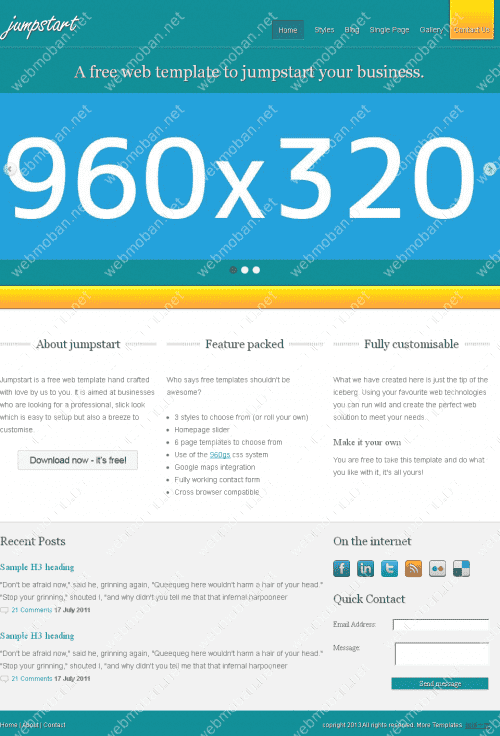 jumpstart
Home Styles Blog Single Page Gallery Contact Us
A free web template to jumpstart your business.
960x320
About jumpstart
Jumpstart is a free web template hand crafted
with love by us to you. It is aimed at businesses
who are looking for a professional, slick look
which is easy to setup but also a breeze to
customise.
Download now - it's free!
Feature packed
Who says free templates shouldn't be
awesome?
3 styles to choose from (or roll your own)
Homepage slider
6 page templates to choose from
Use of the 960gs css system
Google maps integration
Fully working contact form
Cross browser compatible
Fully customisable
What we have created here is just the tip of the
iceberg. Using your favourite web technologies
you can run wild and create the perfect web
solution to meet your needs.
Make it your own
You are free to take this template and do what
you like with it, it's all yours!
Recent Posts
Sample H3 heading
"Don't be afraid now," said he, grinning again, "Queequeg here wouldn't harm a hair of your head."
"Stop your grinning," shouted I, "and why didn't you tell me that that infernal harpooneer
21 Comments 17 July 2011
Sample H3 heading
"Don't be afraid now," said he, grinning again, "Queequeg here wouldn't harm a hair of your head."
"Stop your grinning," shouted I, "and why didn't you tell me that that infernal harpooneer
21 Comments 17 July 2011
On the internet
Quick Contact
Email Address:
Message:
Send message
Home | About | Contact
copright 2013 All rights reserved. More Templates
webmoban.net